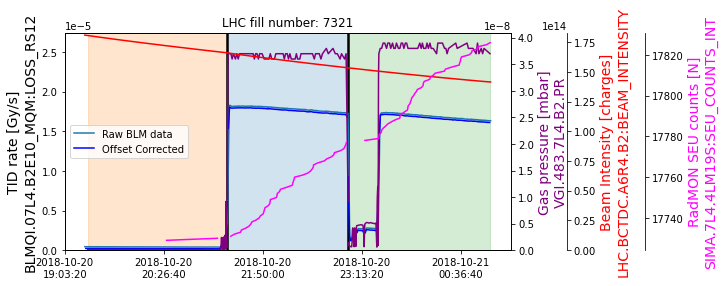 LHC fill number: 7321
1e−5
1e−8
1e14
TID rate [Gy/s]
BLMQI.07L4.B2E10_MQM:LOSS_RS12
2.5
2.0
1.5
1.0
0.5
0.0
Raw BLM data
Offset Corrected
4.0
3.5
3.0
2.5
2.0
1.5
1.0
0.5
0.0
Gas pressure [mbar]
VGI.483.7L4.B2.PR
1.75
1.50
1.25
1.00
0.75
0.50
0.25
0.00
Beam Intensity [charges]
LHC.BCTDC.A6R4.B2:BEAM_INTENSITY
17820
17800
17780
17760
17740
RadMON SEU counts [N]
SIMA.7L4.4LM19S:SEU_COUNTS_INT
2018-10-20
19:03:20
2018-10-20
20:26:40
2018-10-20
21:50:00
2018-10-20
23:13:20
2018-10-21
00:36:40